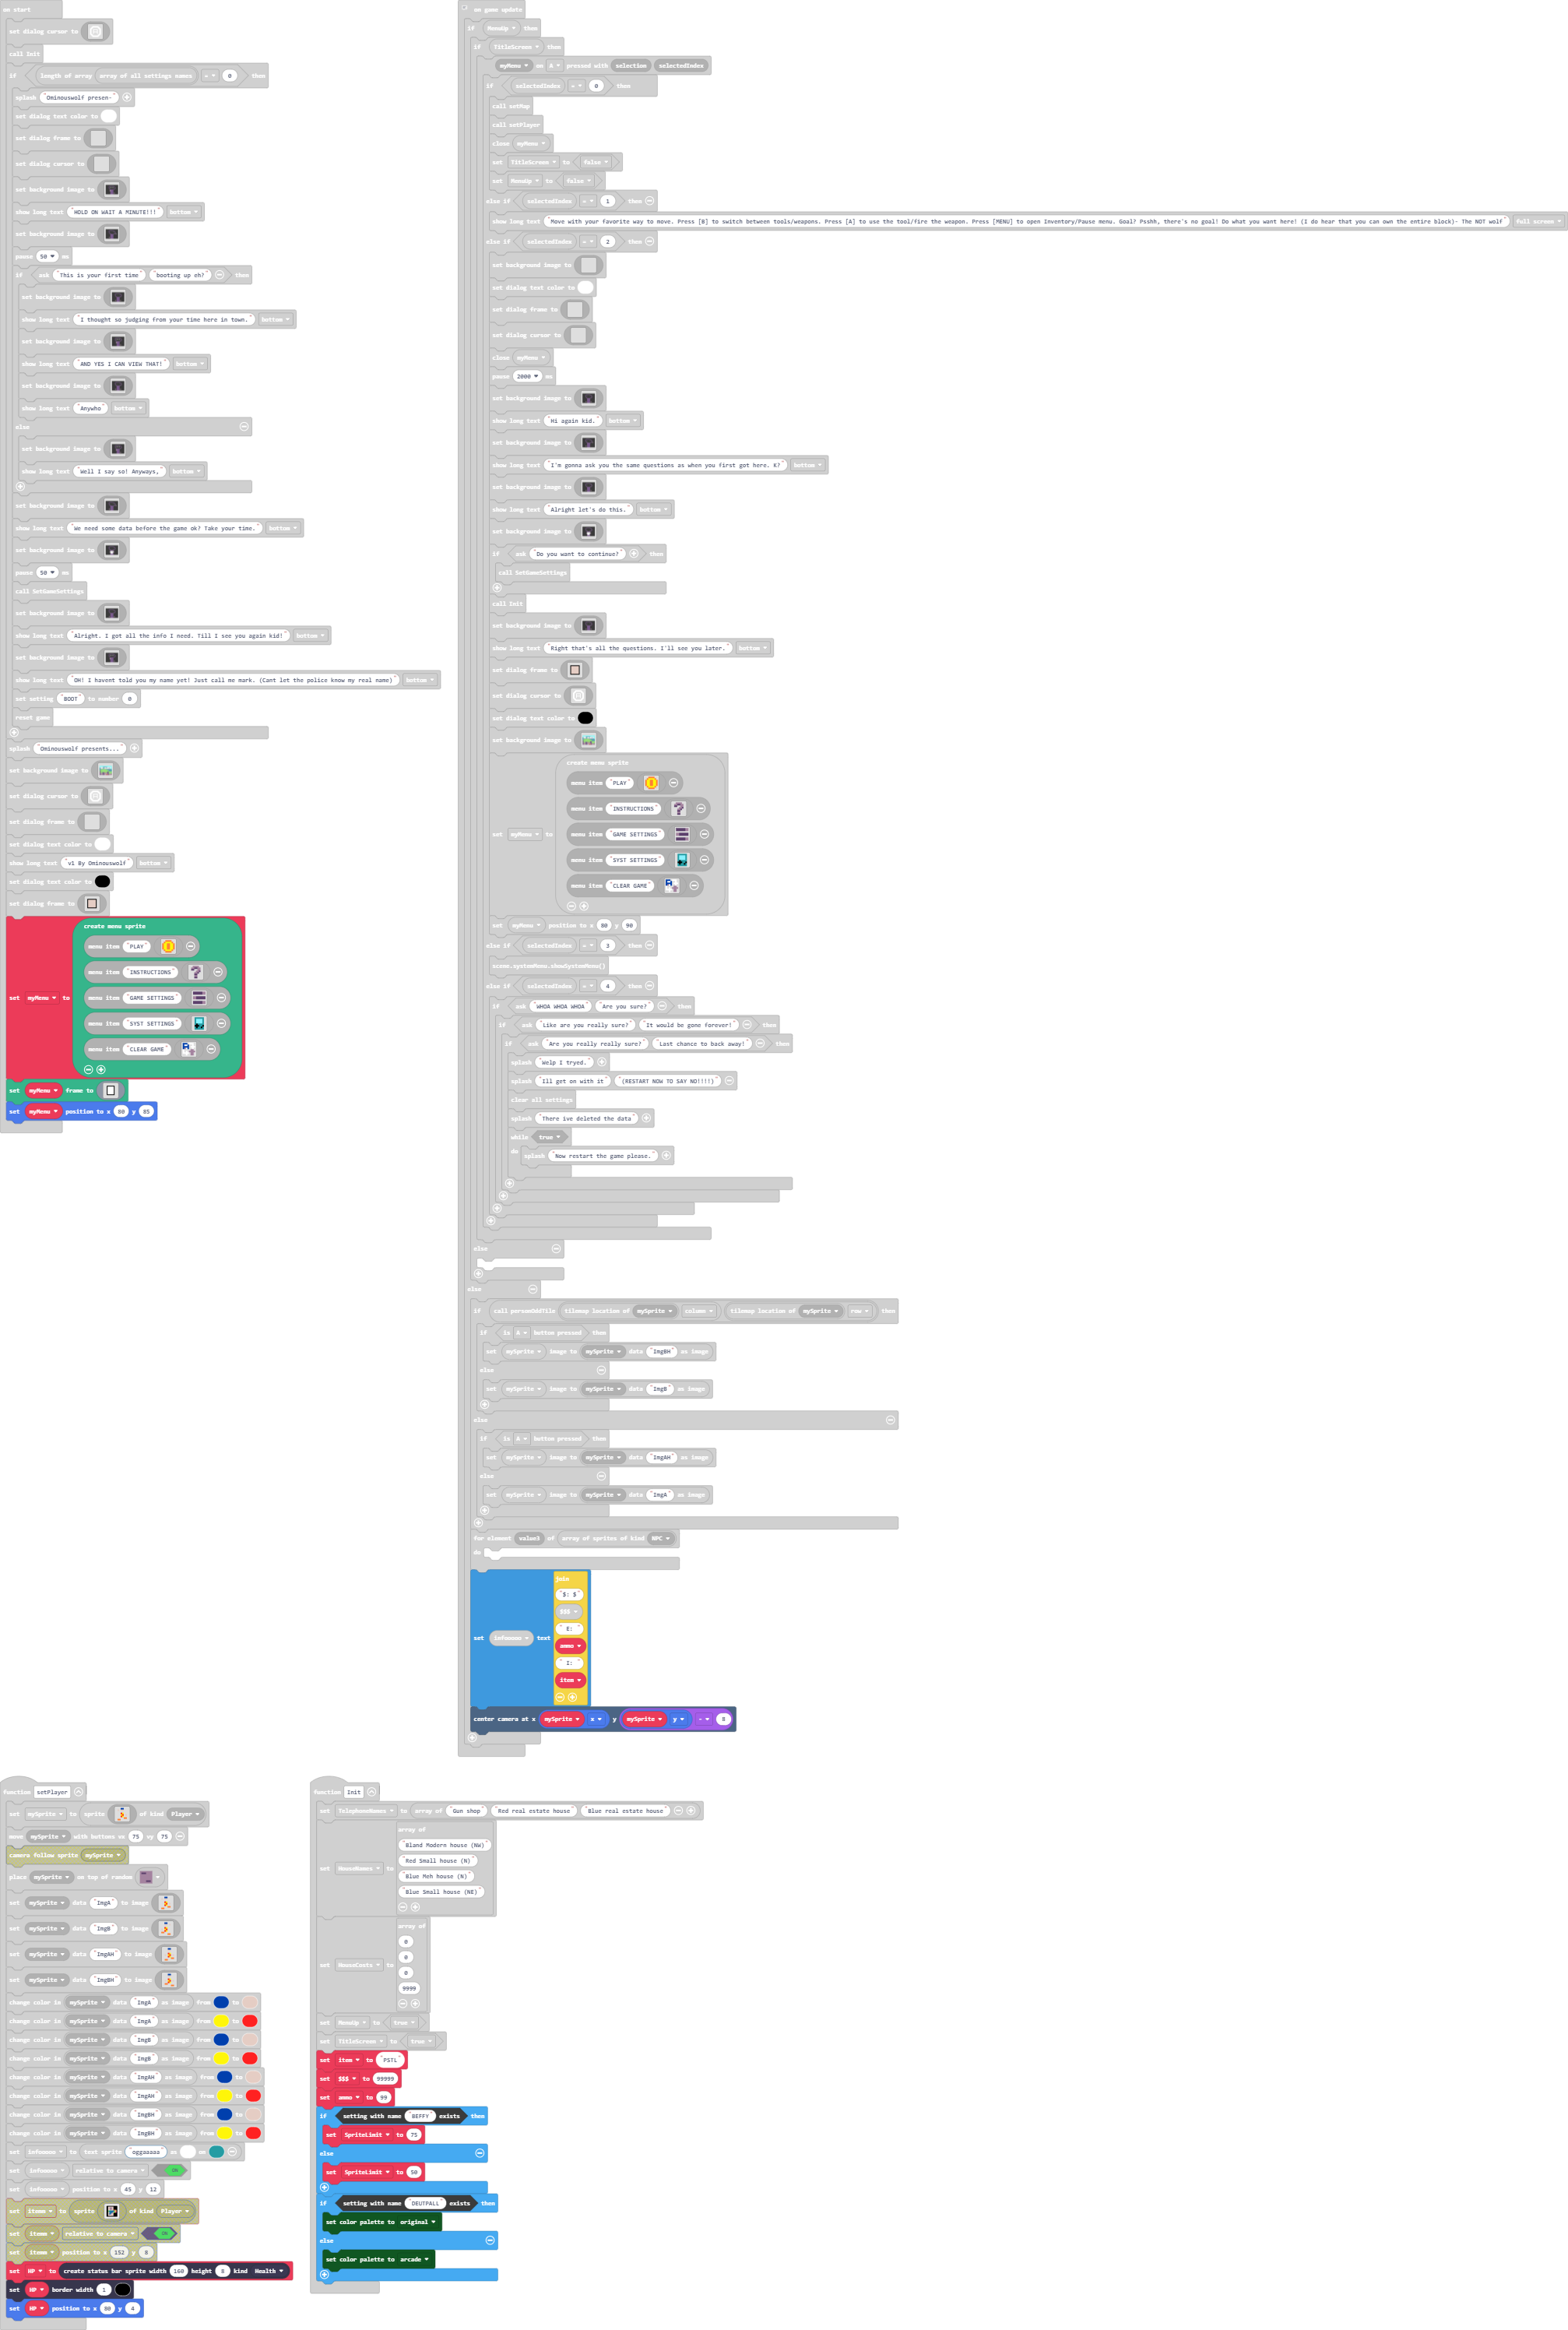 on start
set dialog cursor to
call Init
if length of array array of all settings names = 0 then
splash "Ominouswolf presen-"
set dialog text color to
set dialog frame to
set dialog cursor to
set background image to
show long text "HOLD ON WAIT A MINUTE!!!" bottom
set background image to
pause 50 ms
if ask "This is your first time" "booting up eh?" then
set background image to
show long text "I thought so judging from your time here in town." bottom
set background image to
show long text "AND YES I CAN VIEW THAT!" bottom
set background image to
show long text "Anywho" bottom
else
set background image to
show long text "Well I say so! Anyways," bottom
set background image to
show long text "We need some data before the game ok? Take your time." bottom
set background image to
pause 50 ms
call SetGameSettings
set background image to
show long text "Alright. I got all the info I need. Till I see you again kid!" bottom
set background image to
show long text "OH! I havent told you my name yet! Just call me mark. (Cant let the police know my real name)" bottom
set setting "BOOT" to number 0
reset game
splash "Ominouswolf presents..."
set background image to
set dialog cursor to
set dialog frame to
set dialog text color to
show long text "v1 By Ominouswolf" bottom
set dialog text color to
set dialog frame to
create menu sprite
menu item "PLAY"
menu item "INSTRUCTIONS"
set myMenu to
menu item "GAME SETTINGS"
menu item "SYST SETTINGS"
menu item "CLEAR GAME"
set myMenu frame to
set myMenu position to x 80 y 85
on game update
if MenuUp then
if TitleScreen then
myMenu on A pressed with selection selectedIndex
if selectedIndex = 0 then
call setMap
call setPlayer
close myMenu
set TitleScreen to false
set MenuUp to false
else if selectedIndex = 1 then
show long text "Move with your favorite way to move. Press [B] to switch between tools/weapons. Press [A] to use the tool/fire the weapon. Press [MENU] to open Inventory/Pause menu. Goal? Psshh, there's no goal! Do what you want here! (I do hear that you can own the entire block)- The NOT wolf" full screen
else if selectedIndex = 2 then
set background image to
set dialog text color to
set dialog frame to
set dialog cursor to
close myMenu
pause 2000 ms
set background image to
show long text "Hi again kid." bottom
set background image to
show long text "I'm gonna ask you the same questions as when you first got here. K?" bottom
set background image to
show long text "Alright let's do this." bottom
set background image to
if ask "Do you want to continue?" then
call SetGameSettings
call Init
set background image to
show long text "Right that's all the questions. I'll see you later." bottom
set dialog frame to
set dialog cursor to
set dialog text color to
set background image to
create menu sprite
menu item "PLAY"
menu item "INSTRUCTIONS"
set myMenu to
menu item "GAME SETTINGS"
menu item "SYST SETTINGS"
menu item "CLEAR GAME"
set myMenu position to x 80 y 90
else if selectedIndex = 3 then
scene.systemMenu.showSystemMenu()
else if selectedIndex = 4 then
if ask "WHOA WHOA WHOA" "Are you sure?" then
if ask "Like are you really sure?" "It would be gone forever!" then
if ask "Are you really really sure?" "Last chance to back away!" then
splash "Welp I tryed."
splash "Ill get on with it" "(RESTART NOW TO SAY NO!!!!)"
clear all settings
splash "There ive deleted the data"
while true
do splash "Now restart the game please."
else
else
if call personOddTile tilemap location of mySprite column tilemap location of mySprite row then
if is A button pressed then
set mySprite image to mySprite data "ImgBH" as image
else
set mySprite image to mySprite data "ImgB" as image
else
if is A button pressed then
set mySprite image to mySprite data "ImgAH" as image
else
set mySprite image to mySprite data "ImgA" as image
for element valen3 of array of sprites of kind NPC
do
join
"$: $"
$$$
" E: "
set text
ammo
" I: "
item
center camera at x mySprite x y mySprite y - 8
function setPlayer
set mySprite to sprite of kind Player
move mySprite with buttons vx 75 vy 75
camera follow sprite mySprite
place mySprite on top of random
set mySprite data "ImgA" to image
set mySprite data "ImgB" to image
set mySprite data "ImgAH" to image
set mySprite data "ImgBH" to image
change color in mySprite data "ImgA" as image from to
change color in mySprite data "ImgA" as image from to
change color in mySprite data "ImgB" as image from to
change color in mySprite data "ImgB" as image from to
change color in mySprite data "ImgAH" as image from to
change color in mySprite data "ImgAH" as image from to
change color in mySprite data "ImgBH" as image from to
change color in mySprite data "ImgBH" as image from to
set to text sprite on
set relative to camera ON
set position to x 45 y 12
set items to sprite of kind Player
set items relative to camera ON
set items position to x 152 y 8
set HP to create status bar sprite width 160 height 8 kind Health
set HP border width 1
set HP position to x 80 y 4
function Init
set TelephoneNames to array of "Gun shop" "Red real estate house" "Blue real estate house"
array of
"Bland Modern house (NW)"
"Red Small house (N)"
set HouseNames to
"Blue Meh house (N)"
"Blue Small house (NE)"
array of
0
0
set HouseCosts to
0
9999
set MenuUp to true
set TitleScreen to true
set item to "PSTL"
set $$$ to 99999
set ammo to 99
if setting with name "BEFFY" exists then
set SpriteLimit to 75
else
set SpriteLimit to 50
if setting with name "DEUTPALL" exists then
set color palette to original
else
set color palette to arcade